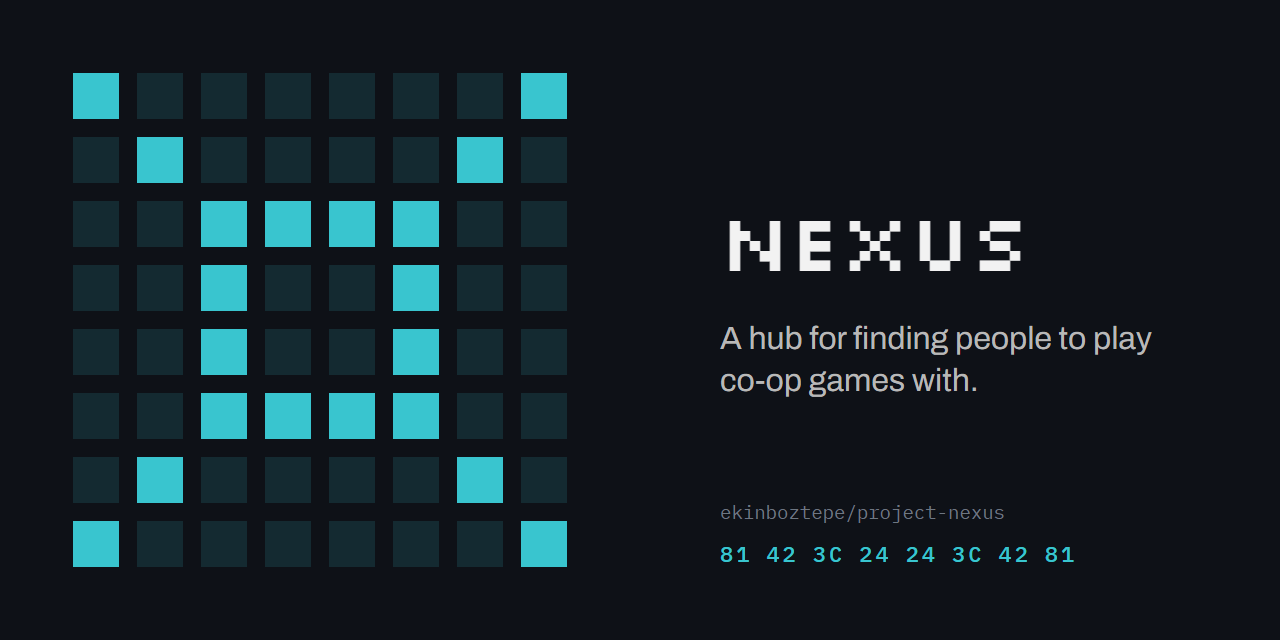 NEXUS
A hub for finding people to play
co-op games with.
ekinboztepe/project-nexus
81 42 3C 24 24 3C 42 81